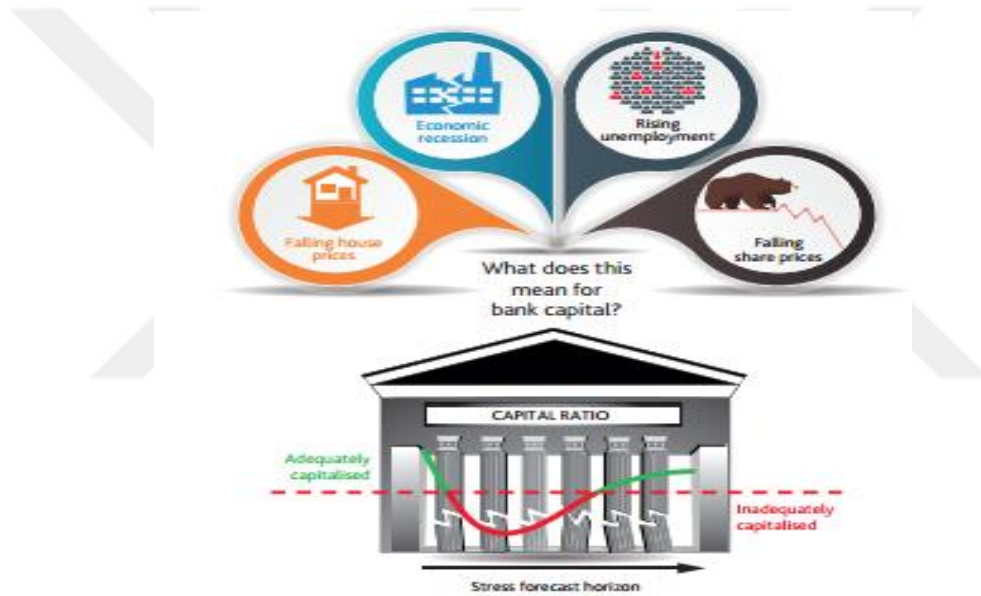 Economic
recession
Rising
unemployment
Falling house
prices
Falling
share prices
What does this
mean for
bank capital?
CAPITAL RATIO
Adequately
capitalised
Inadequately
capitalised
Stress forecast horizon